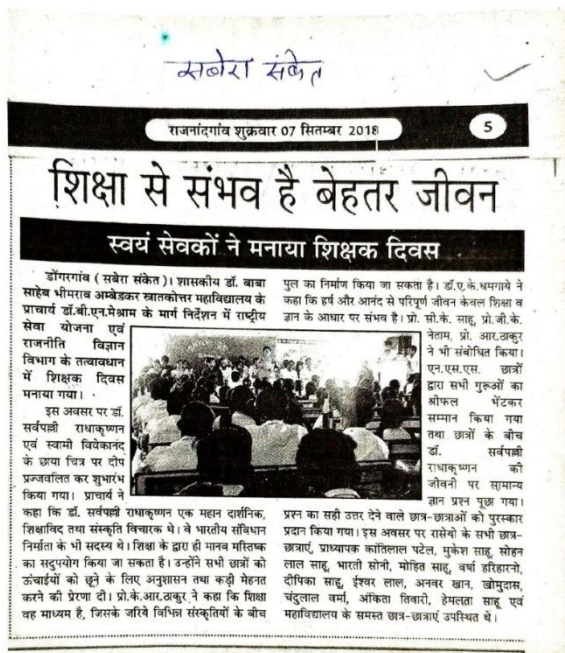 सबेरा संकेत
राजनांदगांव शुक्रवार 07 सितम्बर 2018
5
शिक्षा से संभव है बेहतर जीवन
स्वयं सेवकों ने मनाया शिक्षक दिवस
डोंगरगांव (सबेरा संकेत)। शासकीय डॉ. बाबा
साहेब भीमराव अम्बेडकर स्नातकोत्तर महाविद्यालय के
प्राचार्य डॉ.बी.एन.मेश्राम के मार्ग निर्देशन में राष्ट्रीय
सेवा योजना एवं
राजनीति विज्ञान
विभाग के तत्वावधान
में शिक्षक दिवस
मनाया गया।
इस अवसर पर डॉ.
सर्वपल्ली राधाकृष्णन
एवं स्वामी विवेकानंद
के छाया चित्र पर दीप
प्रज्जवलित कर शुभारंभ
किया गया। प्राचार्य ने
कहा कि डॉ. सर्वपल्ली राधाकृष्णन एक महान दार्शनिक,
शिक्षाविद तथा संस्कृति विचारक थे। वे भारतीय संविधान
निर्माता के भी सदस्य थे। शिक्षा के द्वारा ही मानव मस्तिष्क
का सदुपयोग किया जा सकता है। उन्होंने सभी छात्रों को
ऊंचाईयों को छूने के लिए अनुशासन तथा कड़ी मेहनत
करने की प्रेरणा दी। प्रो.के.आर.ठाकुर ने कहा कि शिक्षा
वह माध्यम है, जिसके जरिये विभिन्न संस्कृतियों के बीच
पुल का निर्माण किया जा सकता है। डॉ.ए.के.धमगाये ने
कहा कि हर्ष और आनंद से परिपूर्ण जीवन केवल शिक्षा व
ज्ञान के आधार पर संभव है। प्रो. सी.के. साहू, प्रो.जी.के.
नेताम, प्रो. आर.ठाकुर
ने भी संबोधित किया।
एन.एस.एस. छात्रों
द्वारा सभी गुरूओं का
श्रीफल भेंटकर
सम्मान किया गया
तथा छात्रों के बीच
डॉ. सर्वपल्ली
राधाकृष्णन की
जीवनी पर सामान्य
ज्ञान प्रश्न पूछा गया।
प्रश्न का सही उत्तर देने वाले छात्र-छात्राओं को पुरस्कार
प्रदान किया गया। इस अवसर पर रासेयो के सभी छात्र-
छात्राएं, प्राध्यापक कांतिलाल पटेल, मुकेश साहू, सोहन
लाल साहू, भारती सोनी, मोहित साहू, वर्षा हरिहारनो,
दीपिका साहू, ईश्वर लाल, अनवर खान, खोमुदास,
चंदुलाल वर्मा, अंकिता तिवारी, हेमलता साहू एवं
महाविद्यालय के समस्त छात्र-छात्राएं उपस्थित थे।